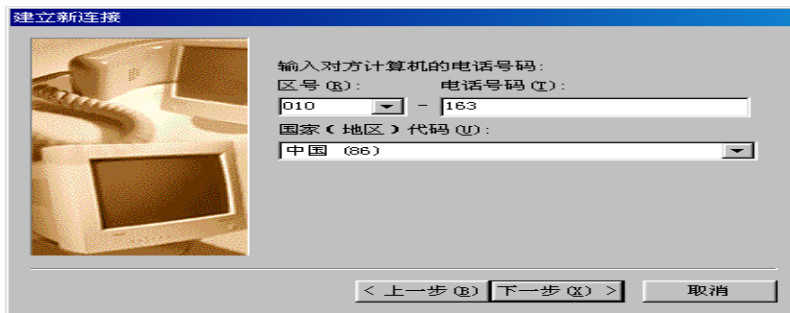 建立新连接
输入对方计算机的电话号码:
区号(R): 电话号码(T):
010 - 163
国家(地区)代码(U):
中国 (86)
< 上一步(B) 下一步(X) > 取消